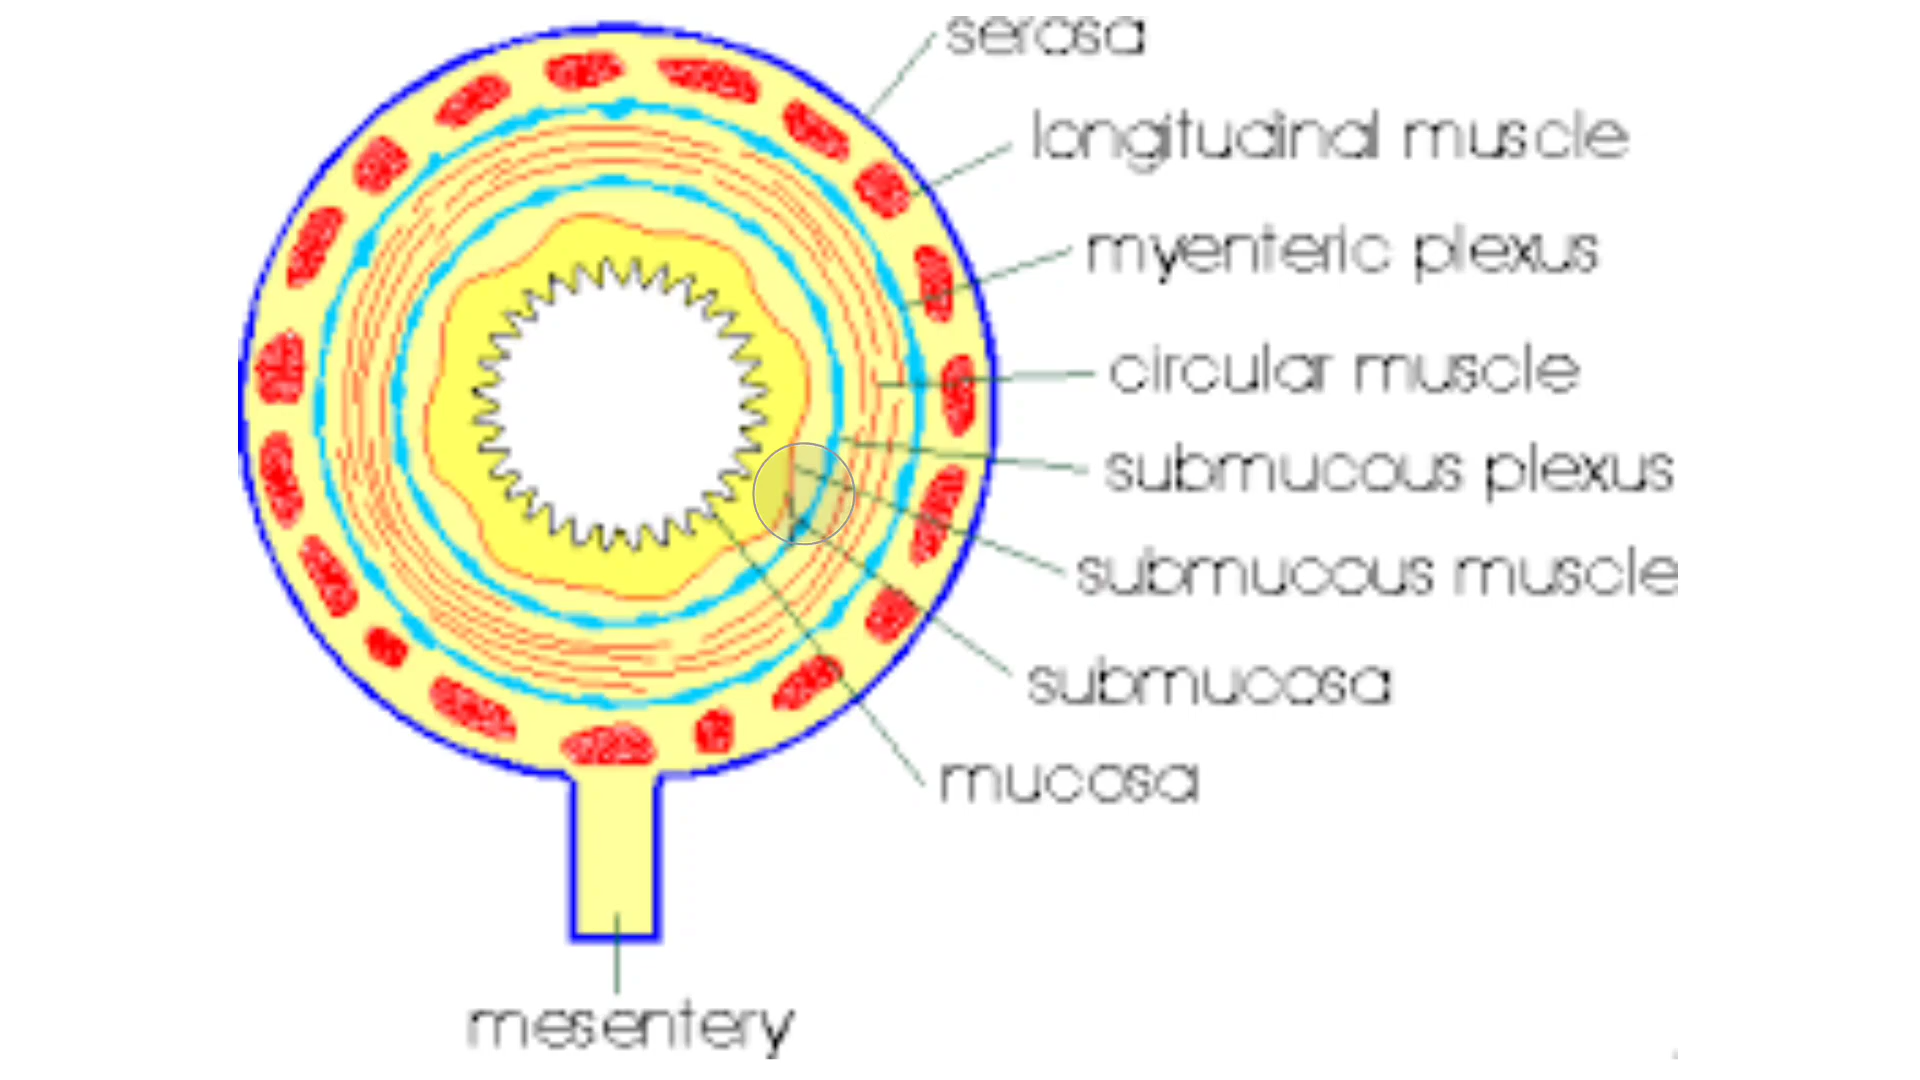 serosa
longitudinal muscle
myenteric plexus
circular muscle
submucous plexus
submucous muscle
submucosa
mucosa
mesentery